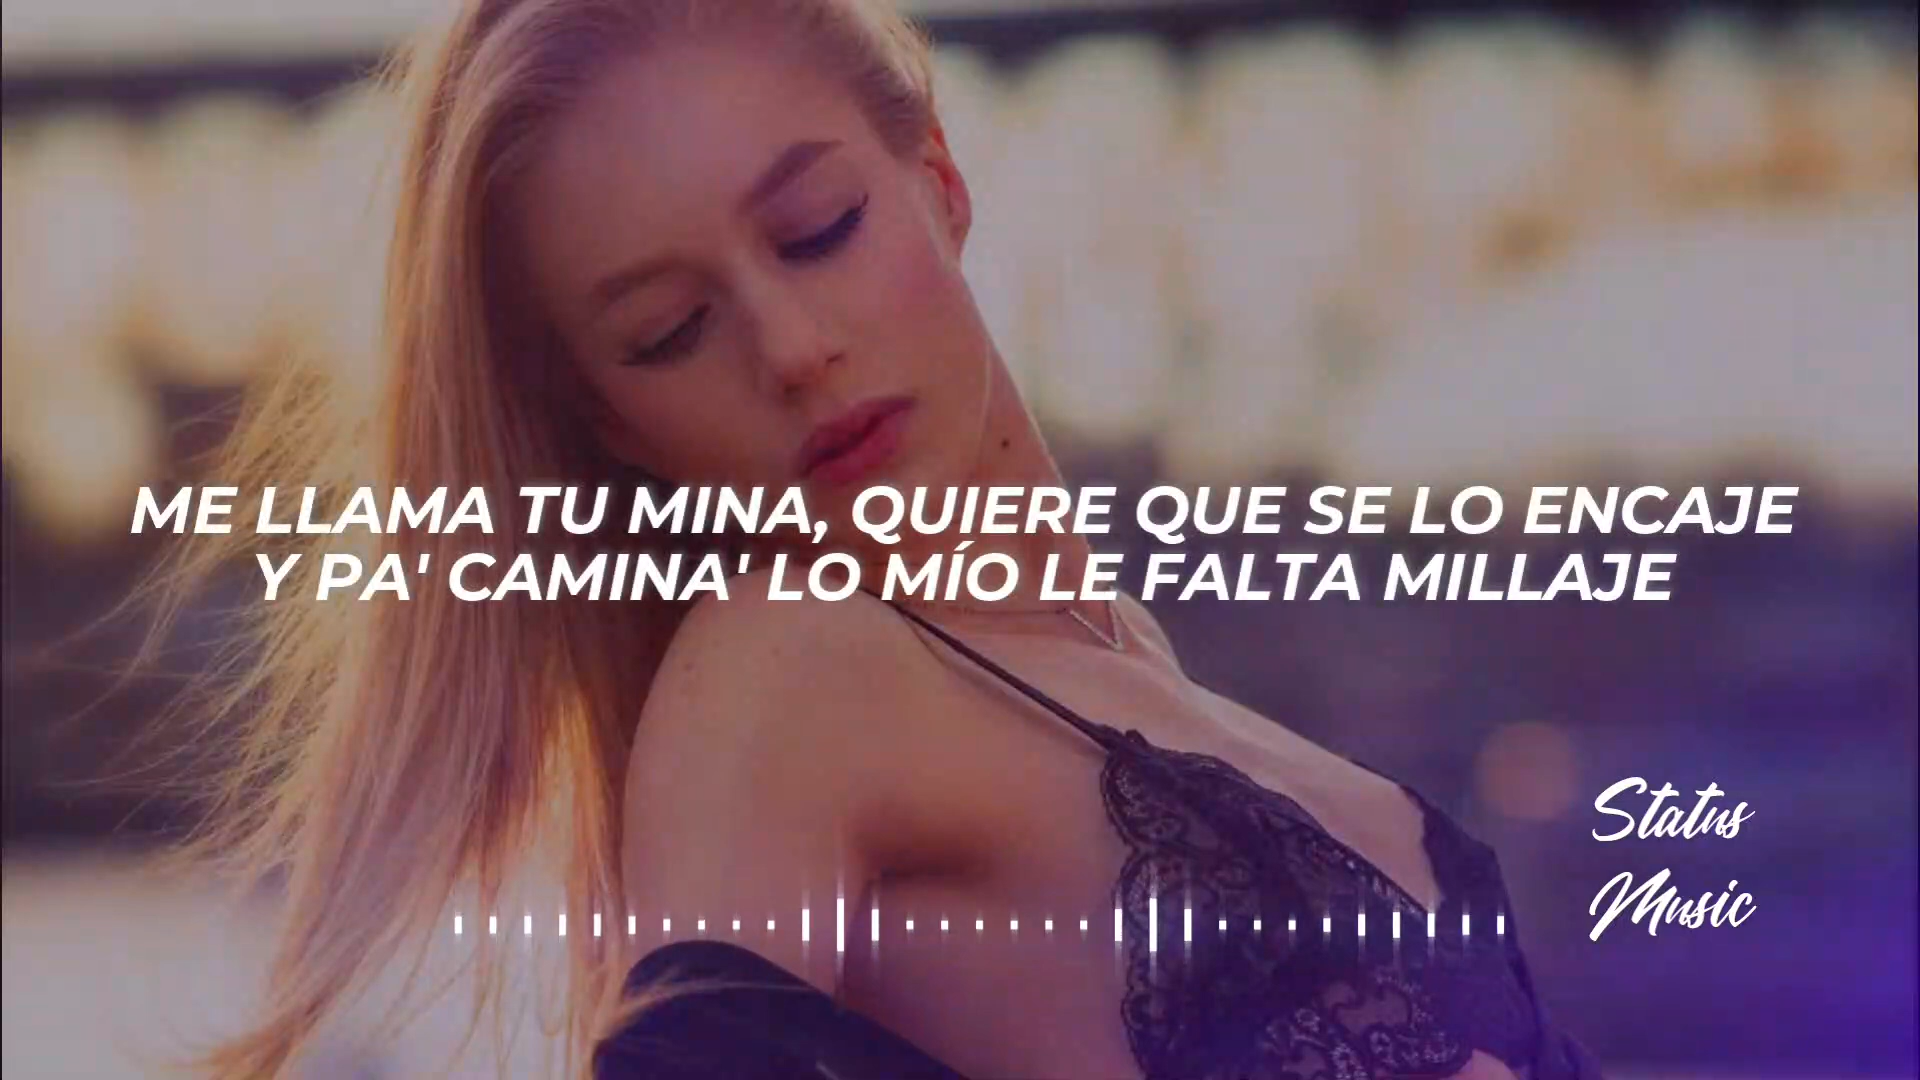 ME LLAMA TU MINA, QUIERE QUE SE LO ENCAJE
Y PA' CAMINA' LO MÍO LE FALTA MILLAJE
Status
Music